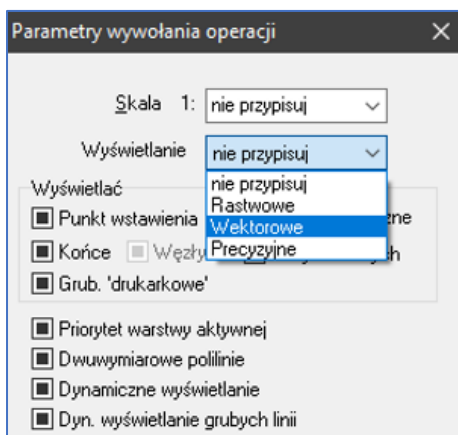 Parametry wywołania operacji
Skala 1: nie przypisuj
Wyświetlanie nie przypisuj
nie przypisuj
Rastwowe
Wektorowe
Precyzyjne
Wyświetlać
Punkt wstawienia
Końce Węzły
Grub. 'drukarkowe'
Priorytet warstwy aktywnej
Dwuwymiarowe polilinie
Dynamiczne wyświetlanie
Dyn. wyświetlanie grubych linii